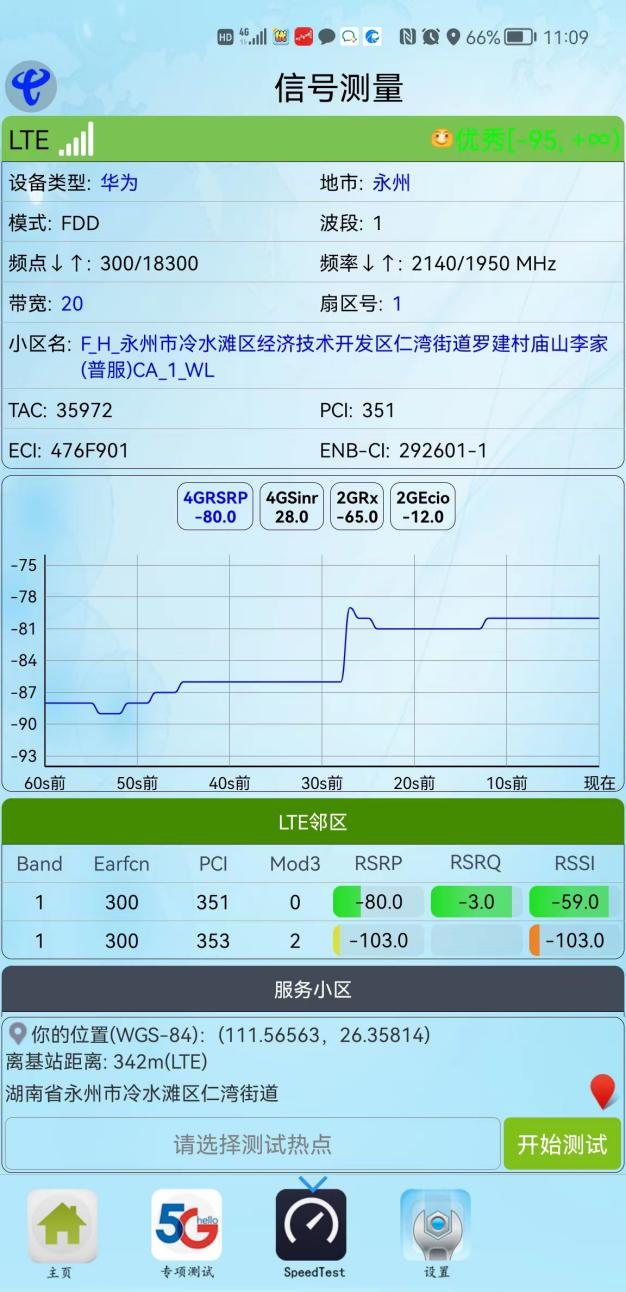 HD 4G 66% 11:09
信号测量
LTE 优秀[-95, +∞)
设备类型: 华为 地市: 永州
模式: FDD 波段: 1
频点↓↑: 300/18300 频率↓↑: 2140/1950 MHz
带宽: 20 扇区号: 1
小区名: F_H_永州市冷水滩区经济技术开发区仁湾街道罗建村庙山李家
(普服)CA_1_WL
TAC: 35972 PCI: 351
ECI: 476F901 ENB-CI: 292601-1
4GRSRP 4GSinr 2GRx 2GEcio
-80.0 28.0 -65.0 -12.0
-75
-78
-81
-84
-87
-90
-93
60s前 50s前 40s前 30s前 20s前 10s前 现在
LTE邻区
Band Earfcn PCI Mod3 RSRP RSRQ RSSI
1 300 351 0 -80.0 -3.0 -59.0
1 300 353 2 -103.0 -103.0
服务小区
你的位置(WGS-84): (111.56563, 26.35814)
离基站距离: 342m(LTE)
湖南省永州市冷水滩区仁湾街道
请选择测试热点 开始测试
5G hello
主页 专项测试 SpeedTest 设置